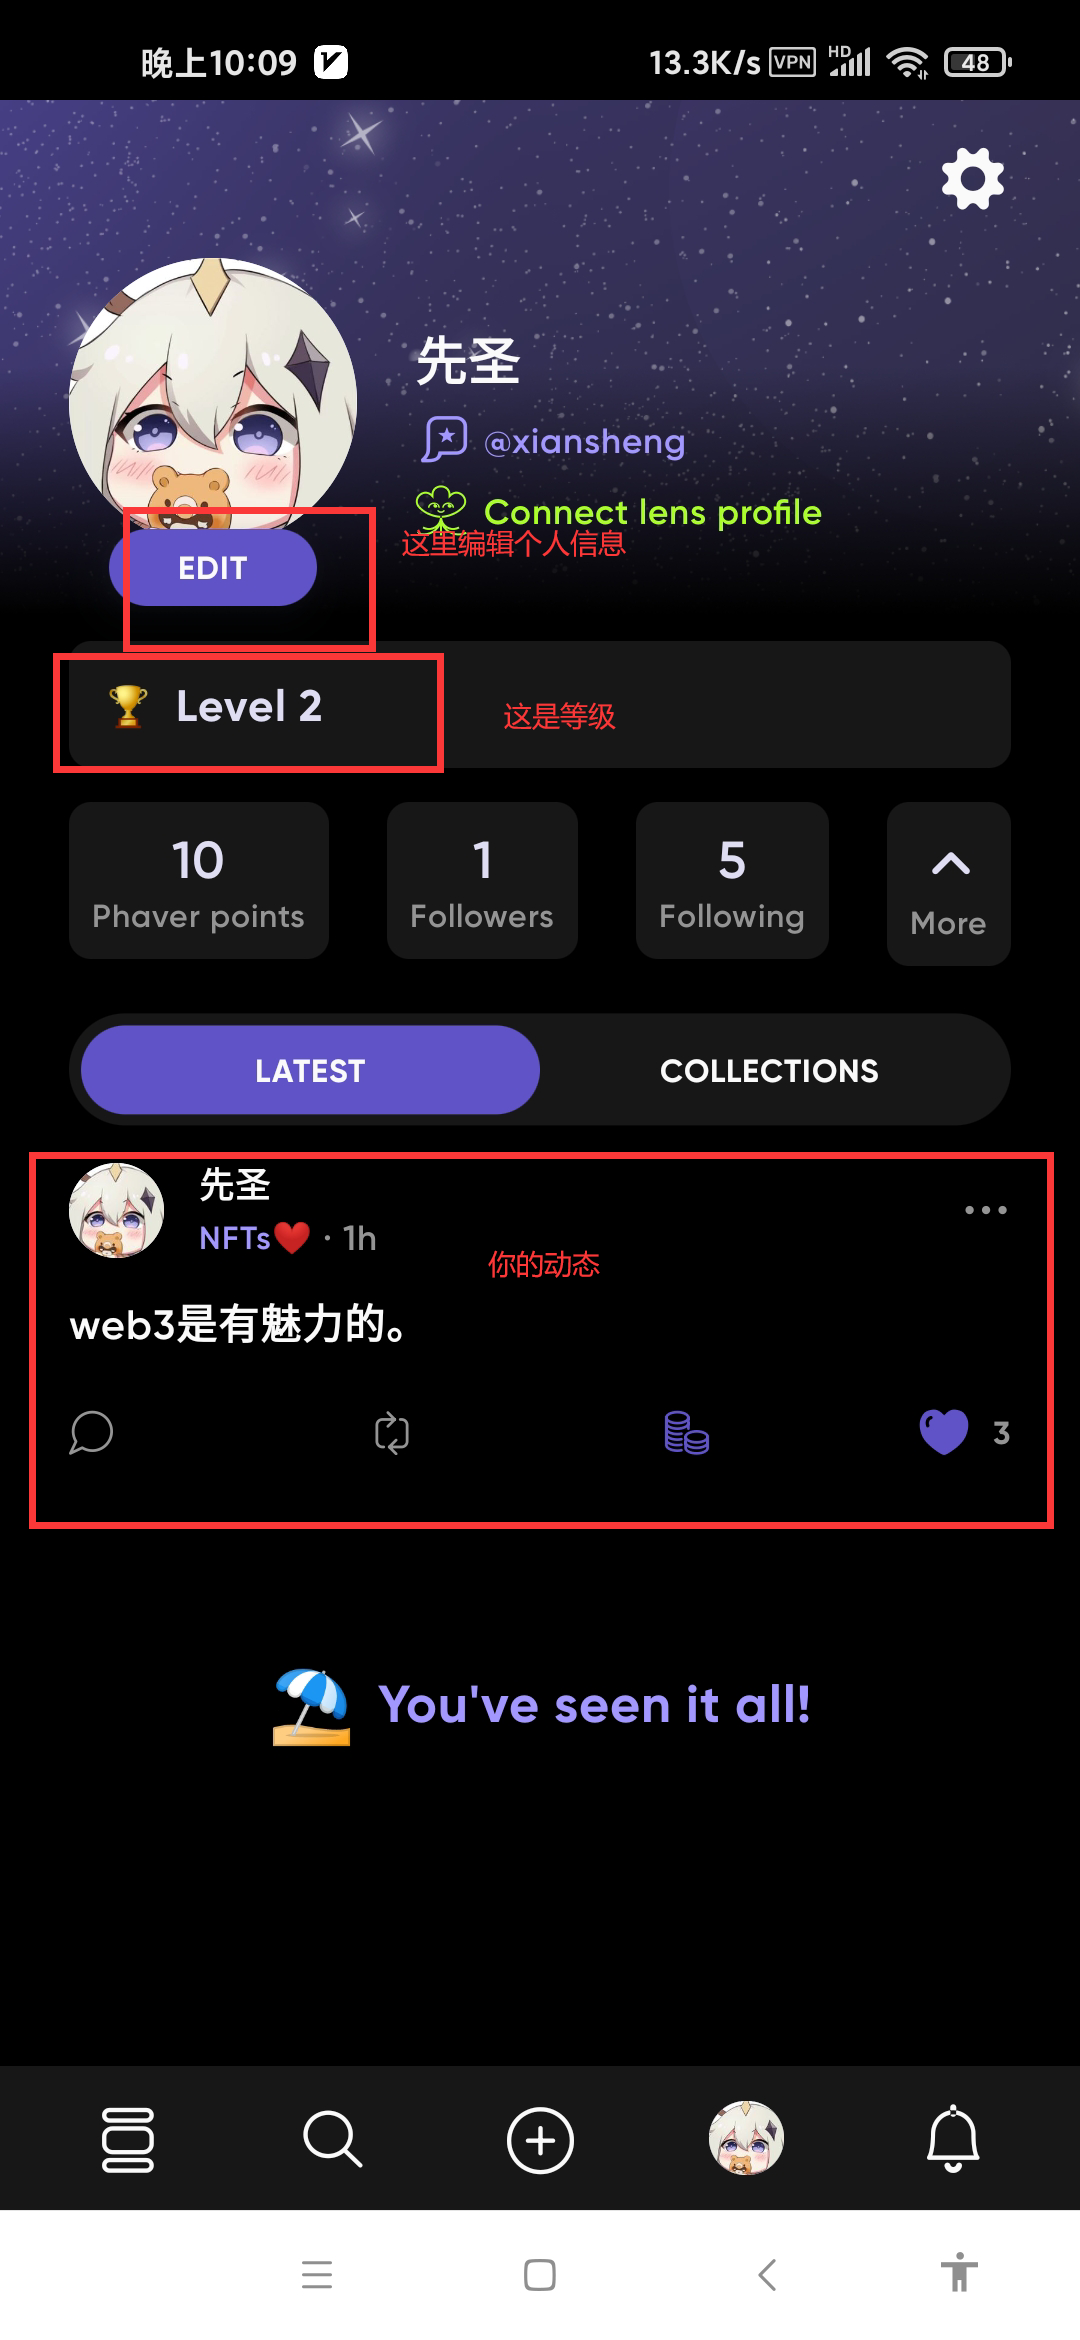 晚上10:09
13.3K/s VPN HD 48
先圣
@xiansheng
Connect lens profile
这里编辑个人信息
EDIT
Level 2
这是等级
10
Phaver points
1
Followers
5
Following
More
LATEST
COLLECTIONS
先圣
NFTs❤️ · 1h
你的动态
web3是有魅力的。
3
You've seen it all!